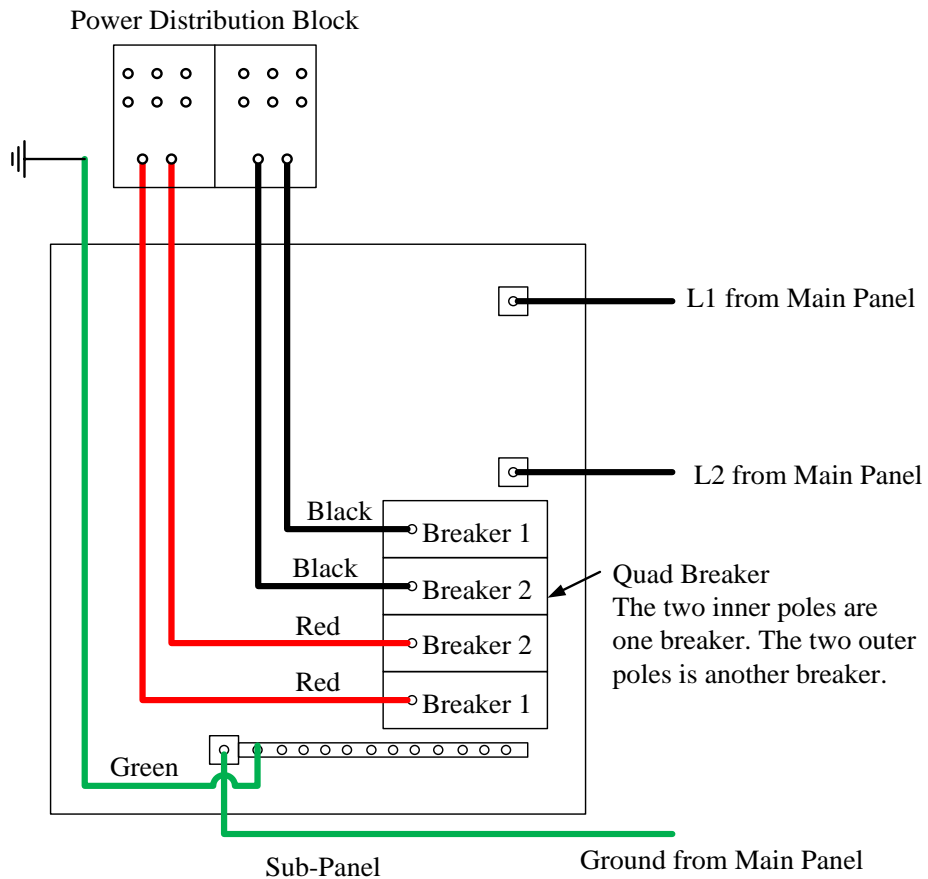 Power Distribution Block
L1 from Main Panel
L2 from Main Panel
Black
Breaker 1
Black
Breaker 2
Quad Breaker
The two inner poles are
one breaker. The two outer
poles is another breaker.
Red
Breaker 2
Red
Breaker 1
Green
Sub-Panel
Ground from Main Panel